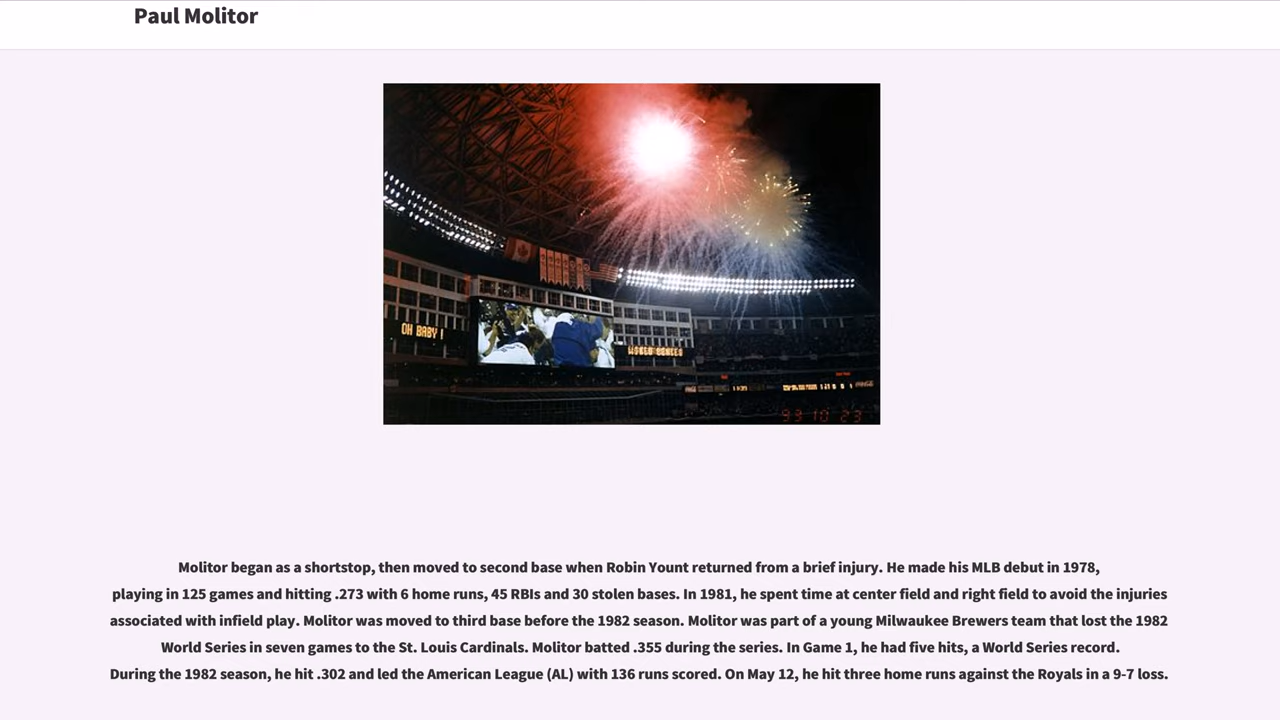 Paul Molitor
OH BABY !
WORLD SERIES
93 10 23
Molitor began as a shortstop, then moved to second base when Robin Yount returned from a brief injury. He made his MLB debut in 1978,
playing in 125 games and hitting .273 with 6 home runs, 45 RBIs and 30 stolen bases. In 1981, he spent time at center field and right field to avoid the injuries
associated with infield play. Molitor was moved to third base before the 1982 season. Molitor was part of a young Milwaukee Brewers team that lost the 1982
World Series in seven games to the St. Louis Cardinals. Molitor batted .355 during the series. In Game 1, he had five hits, a World Series record.
During the 1982 season, he hit .302 and led the American League (AL) with 136 runs scored. On May 12, he hit three home runs against the Royals in a 9-7 loss.